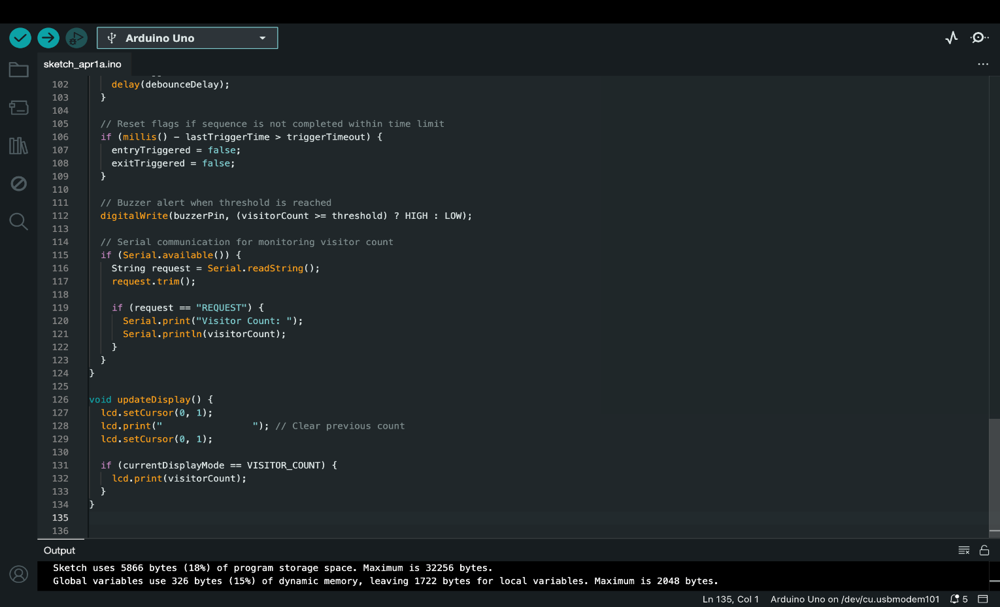 Arduino Uno
sketch_apr1a.ino
102 delay(debounceDelay);
103 }
104
105 // Reset flags if sequence is not completed within time limit
106 if (millis() - lastTriggerTime > triggerTimeout) {
107 entryTriggered = false;
108 exitTriggered = false;
109 }
110
111 // Buzzer alert when threshold is reached
112 digitalWrite(buzzerPin, (visitorCount >= threshold) ? HIGH : LOW);
113
114 // Serial communication for monitoring visitor count
115 if (Serial.available()) {
116 String request = Serial.readString();
117 request.trim();
118
119 if (request == "REQUEST") {
120 Serial.print("Visitor Count: ");
121 Serial.println(visitorCount);
122 }
123 }
124 }
125
126 void updateDisplay() {
127 lcd.setCursor(0, 1);
128 lcd.print("                "); // Clear previous count
129 lcd.setCursor(0, 1);
130
131 if (currentDisplayMode == VISITOR_COUNT) {
132 lcd.print(visitorCount);
133 }
134 }
135
136
Output
Sketch uses 5866 bytes (18%) of program storage space. Maximum is 32256 bytes.
Global variables use 326 bytes (15%) of dynamic memory, leaving 1722 bytes for local variables. Maximum is 2048 bytes.
Ln 135, Col 1 Arduino Uno on /dev/cu.usbmodem101 5